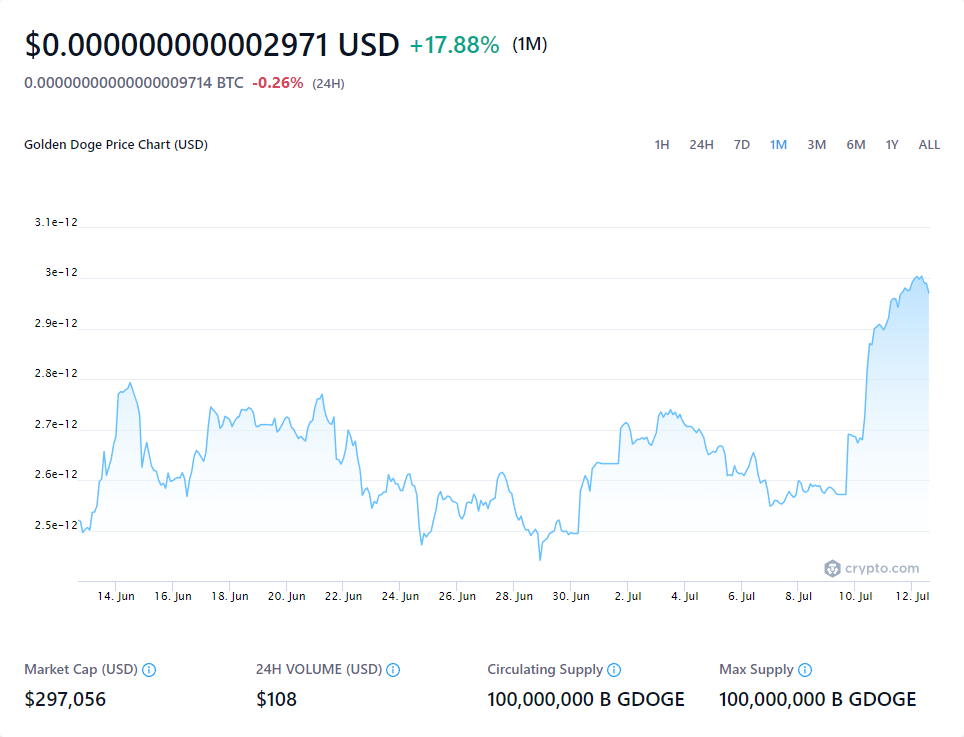 $0.000000000002971 USD +17.88% (1M)
0.00000000000000009714 BTC -0.26% (24H)
Golden Doge Price Chart (USD) 1H 24H 7D 1M 3M 6M 1Y ALL
3.1e-12
3e-12
2.9e-12
2.8e-12
2.7e-12
2.6e-12
2.5e-12
crypto.com
14. Jun 16. Jun 18. Jun 20. Jun 22. Jun 24. Jun 26. Jun 28. Jun 30. Jun 2. Jul 4. Jul 6. Jul 8. Jul 10. Jul 12. Jul
Market Cap (USD) 24H VOLUME (USD) Circulating Supply Max Supply
$297,056 $108 100,000,000 B GDOGE 100,000,000 B GDOGE